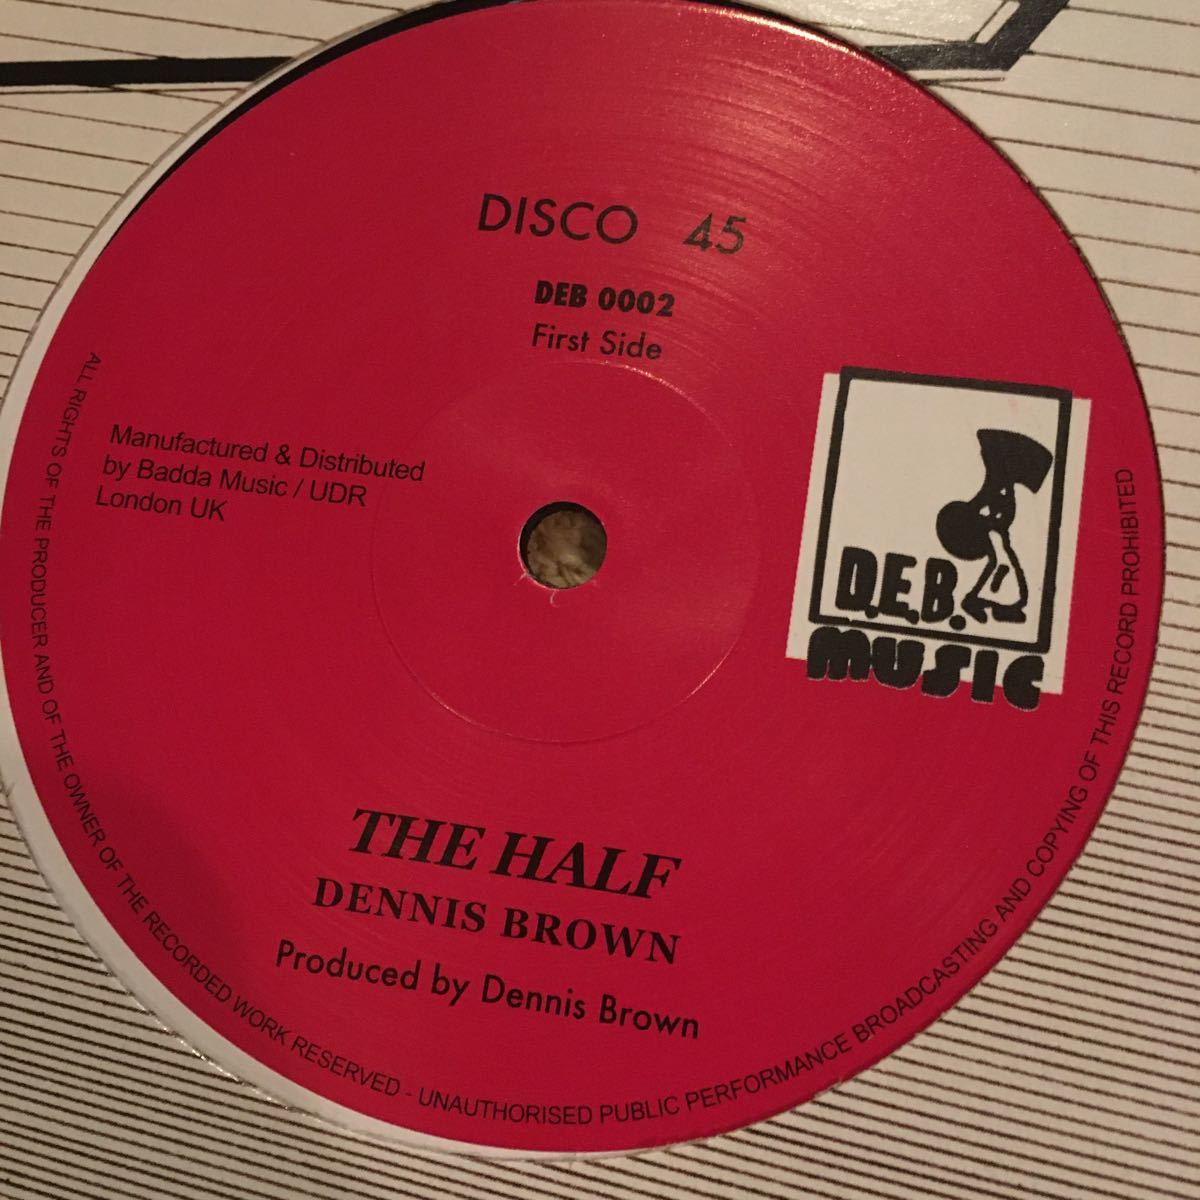 DISCO 45
DEB 0002
First Side
Manufactured & Distributed
by Badda Music / UDR
London UK
D.E.B.
MUSIC
THE HALF
DENNIS BROWN
Produced by Dennis Brown
ALL RIGHTS OF THE PRODUCER AND OF THE OWNER OF THE RECORDED WORK RESERVED - UNAUTHORISED PUBLIC PERFORMANCE BROADCASTING AND COPYING OF THIS RECORD PROHIBITED